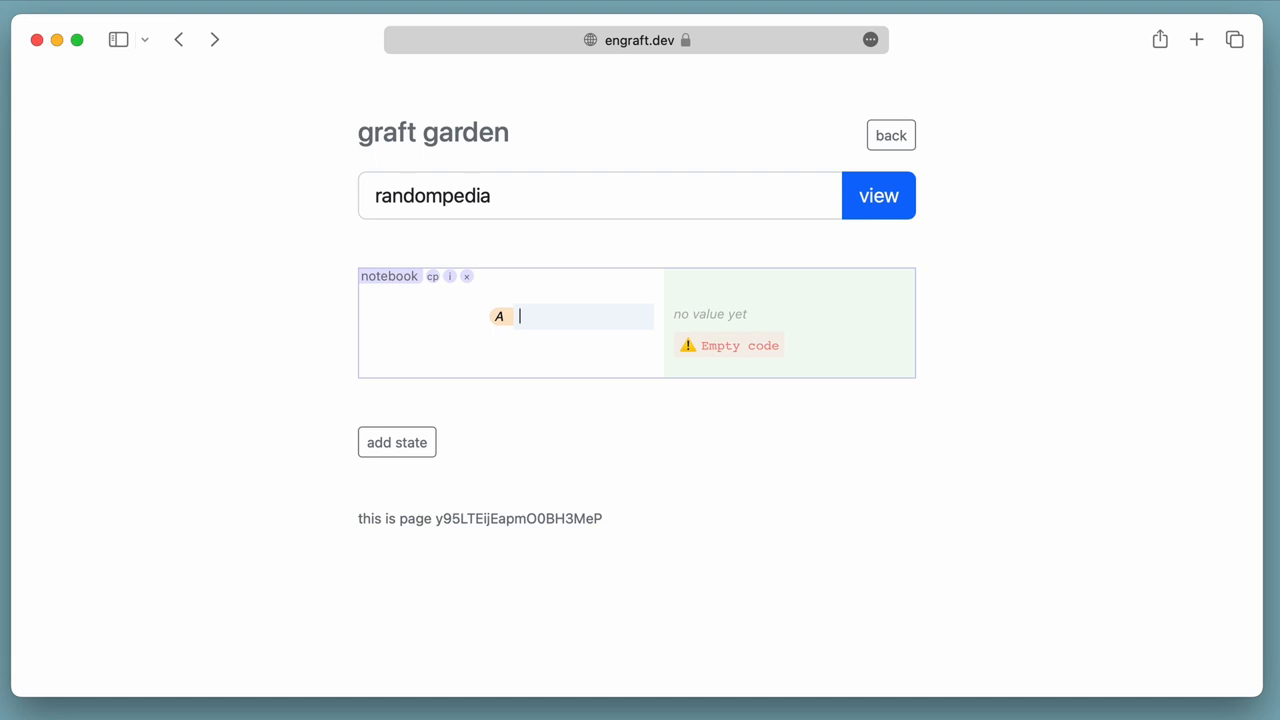 engraft.dev
graft garden
back
randompedia
view
notebook cp i ×
A
no value yet
⚠️ Empty code
add state
this is page y95LTEijEapmO0BH3MeP